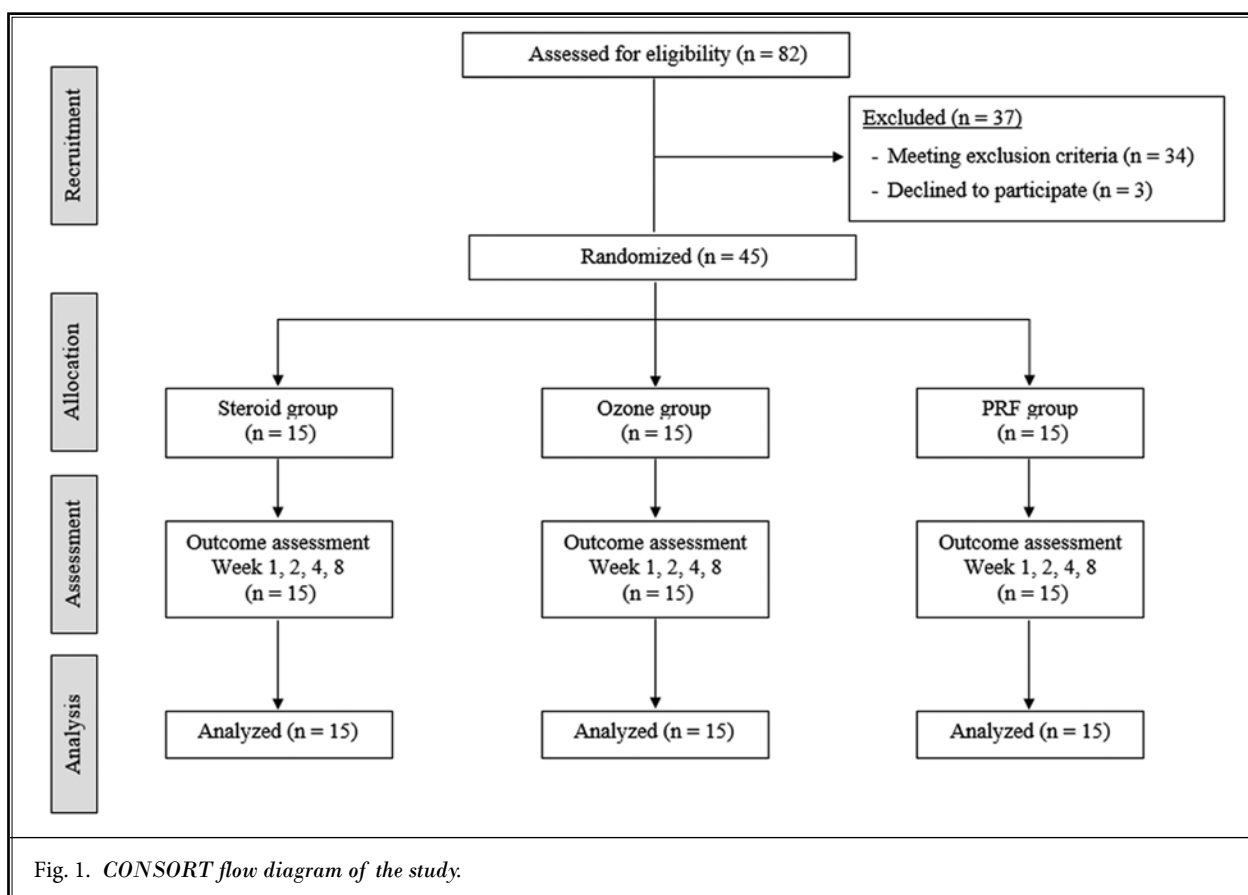 Recruitment
Assessed for eligibility (n = 82)
Excluded (n = 37)
- Meeting exclusion criteria (n = 34)
- Declined to participate (n = 3)
Randomized (n = 45)
Allocation
Steroid group
(n = 15)
Ozone group
(n = 15)
PRF group
(n = 15)
Assessment
Outcome assessment
Week 1, 2, 4, 8
(n = 15)
Outcome assessment
Week 1, 2, 4, 8
(n = 15)
Outcome assessment
Week 1, 2, 4, 8
(n = 15)
Analysis
Analyzed (n = 15)
Analyzed (n = 15)
Analyzed (n = 15)
Fig. 1. CONSORT flow diagram of the study.